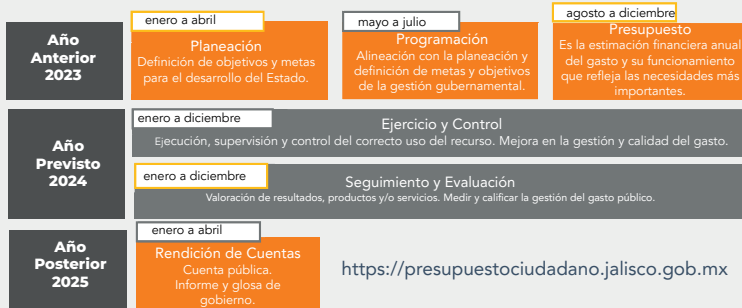 Año
Anterior
2023
enero a abril
Planeación
Definición de objetivos y metas
para el desarrollo del Estado.
mayo a julio
Programación
Alineación con la planeación y
definición de metas y objetivos
de la gestión gubernamental.
agosto a diciembre
Presupuesto
Es la estimación financiera anual
del gasto y su funcionamiento
que refleja las necesidades más
importantes.
Año
Previsto
2024
enero a diciembre
Ejercicio y Control
Ejecución, supervisión y control del correcto uso del recurso. Mejora en la gestión y calidad del gasto.
enero a diciembre
Seguimiento y Evaluación
Valoración de resultados, productos y/o servicios. Medir y calificar la gestión del gasto público.
Año
Posterior
2025
enero a abril
Rendición de Cuentas
Cuenta pública.
Informe y glosa de
gobierno.
https://presupuestociudadano.jalisco.gob.mx